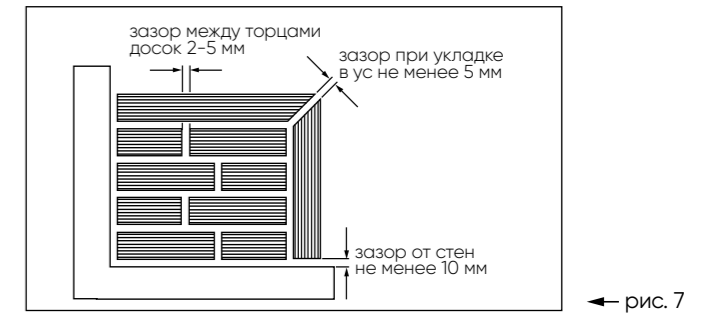 зазор между торцами
досок 2-5 мм
зазор при укладке
в ус не менее 5 мм
зазор от стен
не менее 10 мм
рис. 7